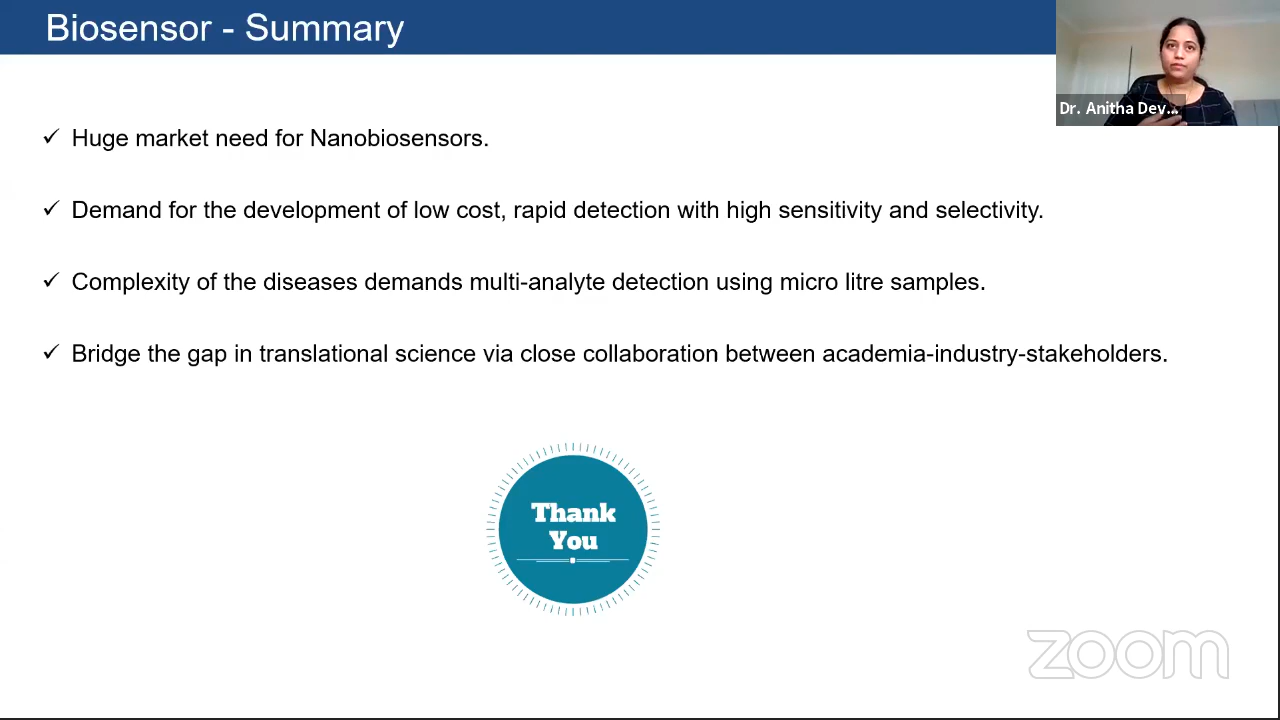 Biosensor - Summary
Dr. Anitha Dev...
✓ Huge market need for Nanobiosensors.
✓ Demand for the development of low cost, rapid detection with high sensitivity and selectivity.
✓ Complexity of the diseases demands multi-analyte detection using micro litre samples.
✓ Bridge the gap in translational science via close collaboration between academia-industry-stakeholders.
Thank
You
zoom